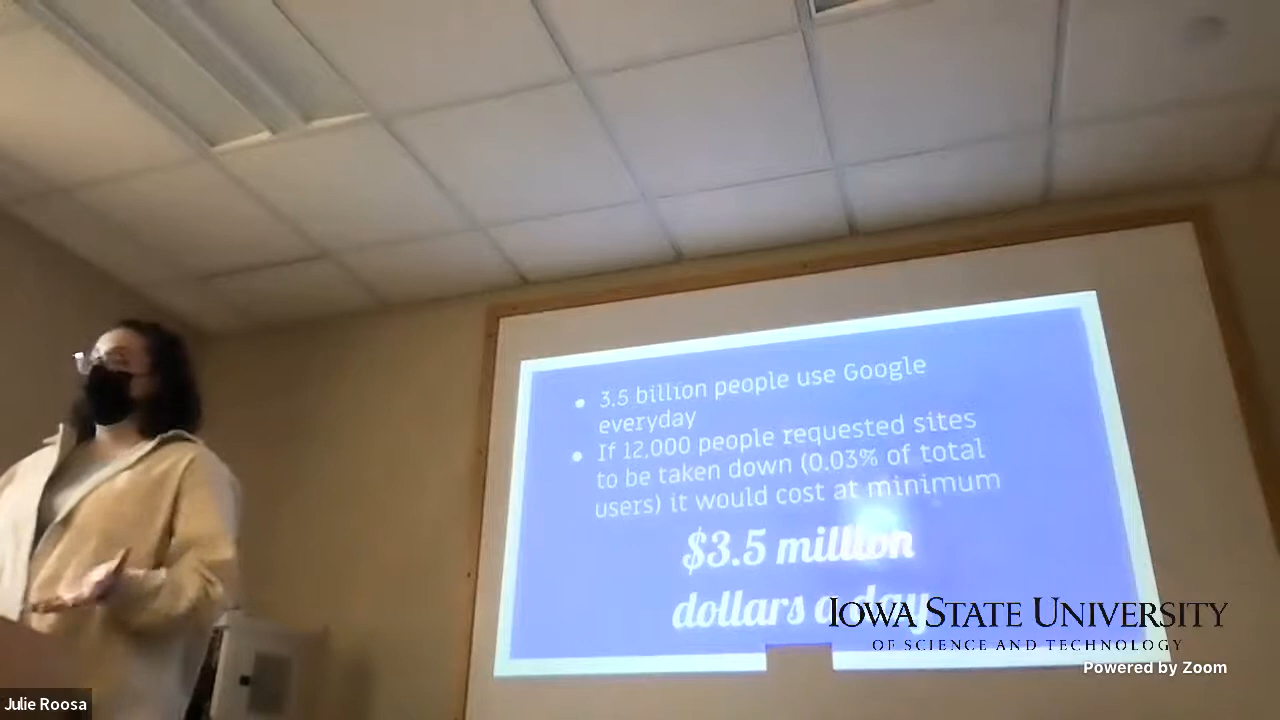 3.5 billion people use Google
everyday
If 12,000 people requested sites
to be taken down (0.03% of total
users) it would cost at minimum
$3.5 million
dollars a day
IOWA STATE UNIVERSITY
OF SCIENCE AND TECHNOLOGY
Powered by Zoom
Julie Roosa